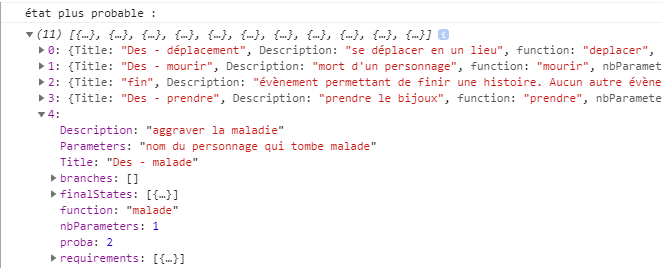 état plus probable :
(11) [{…}, {…}, {…}, {…}, {…}, {…}, {…}, {…}, {…}, {…}, {…}] i
0: {Title: "Des - déplacement", Description: "se déplacer en un lieu", function: "deplacer",
1: {Title: "Des - mourir", Description: "mort d'un personnage", function: "mourir", nbParamet
2: {Title: "fin", Description: "évènement permettant de finir une histoire. Aucun autre évène
3: {Title: "Des - prendre", Description: "prendre le bijoux", function: "prendre", nbParamete
4:
Description: "aggraver la maladie"
Parameters: "nom du personnage qui tombe malade"
Title: "Des - malade"
branches: []
finalStates: [{…}]
function: "malade"
nbParameters: 1
proba: 2
requirements: [{…}]